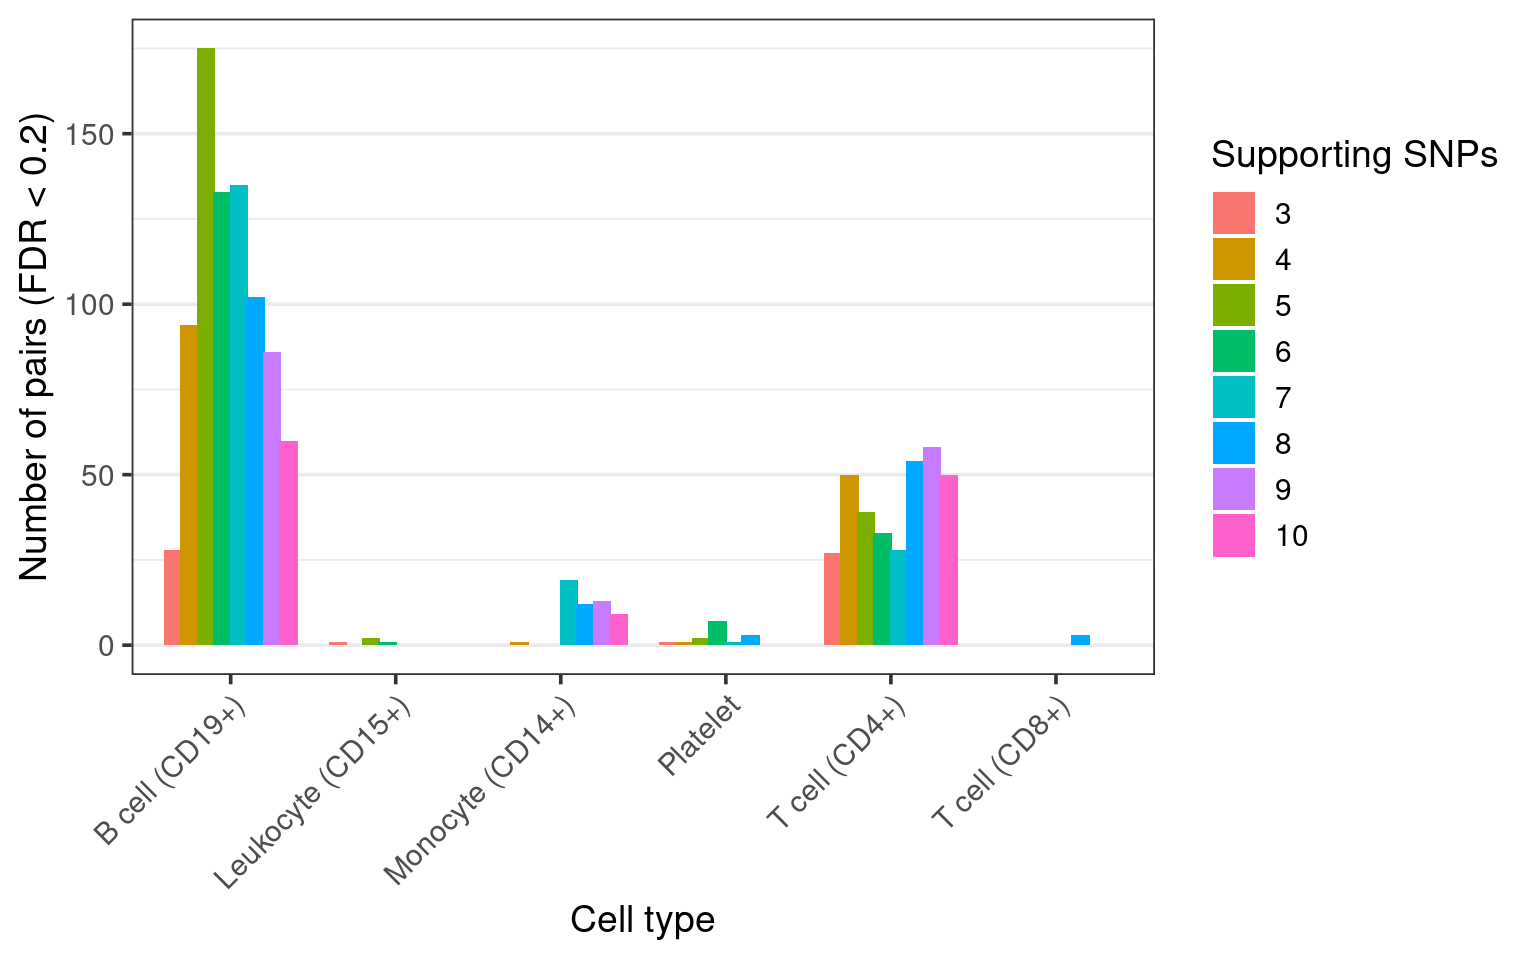 Number of pairs (FDR < 0.2)
150
100
50
0
B cell (CD19+)
Leukocyte (CD15+)
Monocyte (CD14+)
Platelet
T cell (CD4+)
T cell (CD8+)
Cell type
Supporting SNPs
3
4
5
6
7
8
9
10